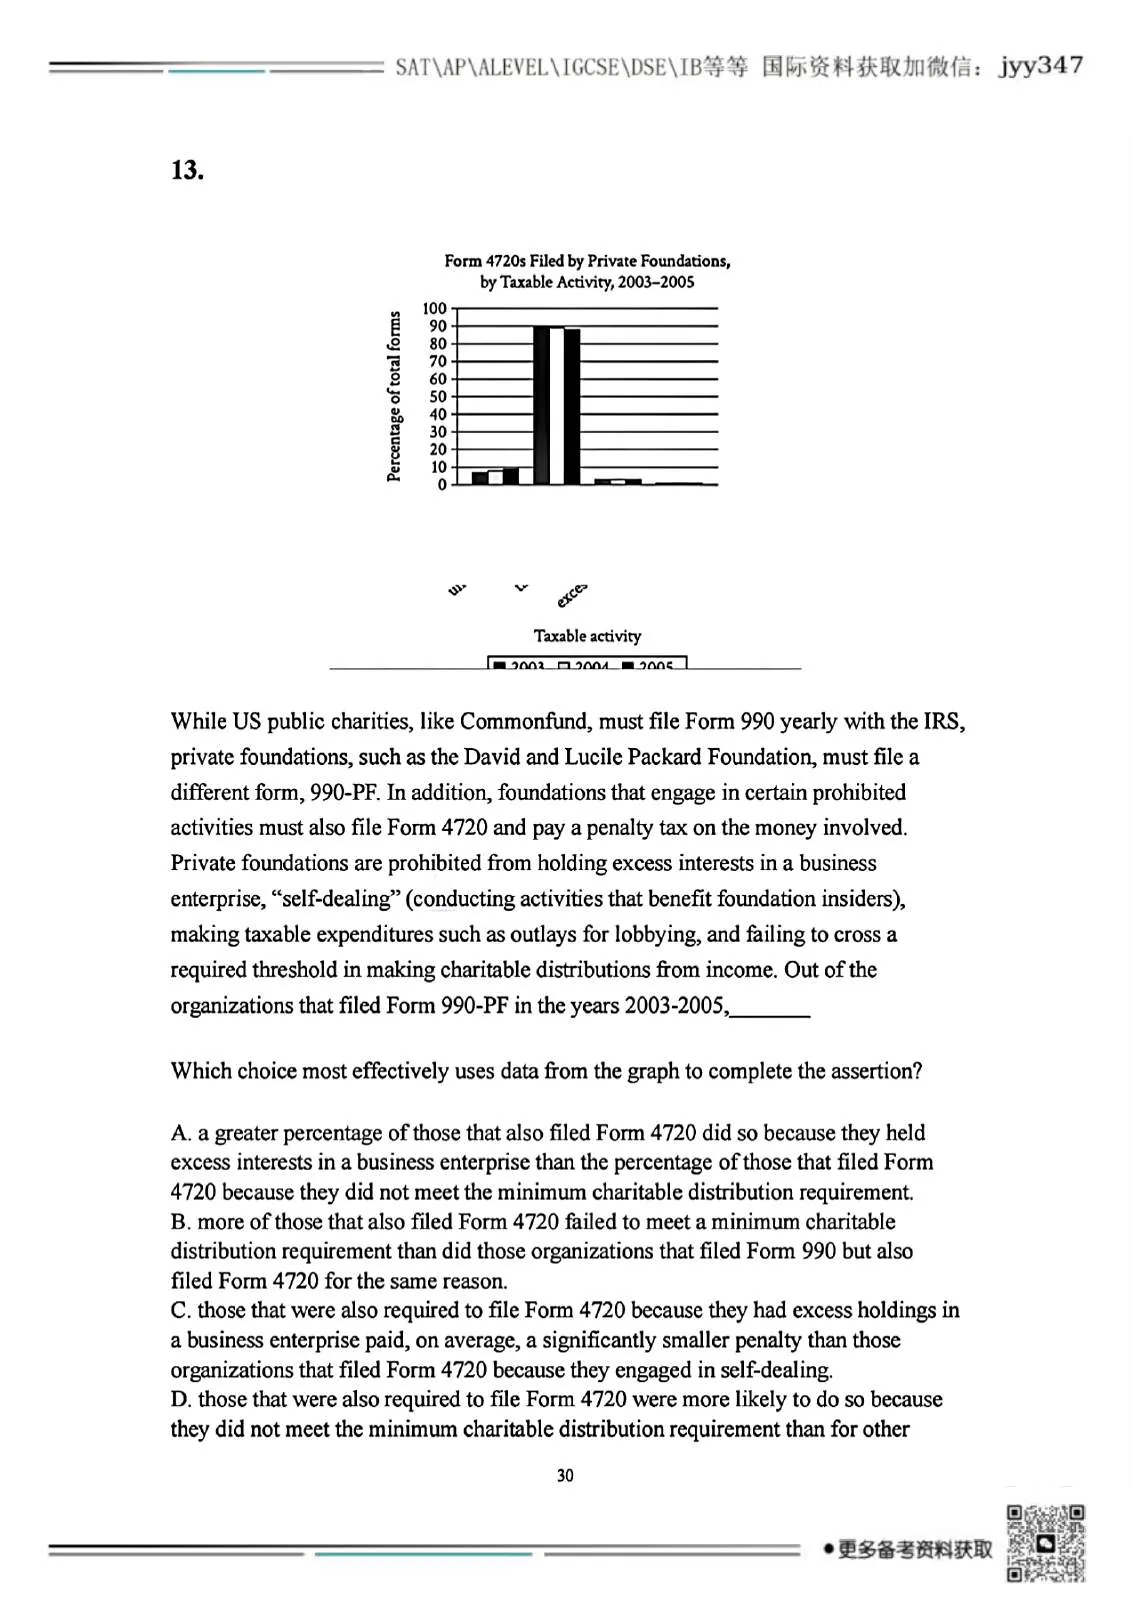 SAT\AP\ALEVEL\IGCSE\DSE\IB等等 国际资料获取加微信: jyy347
13.
Form 4720s Filed by Private Foundations,
by Taxable Activity, 2003–2005
Percentage of total forms
100
90
80
70
60
50
40
30
20
10
0
exces
Taxable activity
2003 2004 2005
While US public charities, like Commonfund, must file Form 990 yearly with the IRS,
private foundations, such as the David and Lucile Packard Foundation, must file a
different form, 990-PF. In addition, foundations that engage in certain prohibited
activities must also file Form 4720 and pay a penalty tax on the money involved.
Private foundations are prohibited from holding excess interests in a business
enterprise, “self-dealing” (conducting activities that benefit foundation insiders),
making taxable expenditures such as outlays for lobbying, and failing to cross a
required threshold in making charitable distributions from income. Out of the
organizations that filed Form 990-PF in the years 2003-2005,_______
Which choice most effectively uses data from the graph to complete the assertion?
A. a greater percentage of those that also filed Form 4720 did so because they held
excess interests in a business enterprise than the percentage of those that filed Form
4720 because they did not meet the minimum charitable distribution requirement.
B. more of those that also filed Form 4720 failed to meet a minimum charitable
distribution requirement than did those organizations that filed Form 990 but also
filed Form 4720 for the same reason.
C. those that were also required to file Form 4720 because they had excess holdings in
a business enterprise paid, on average, a significantly smaller penalty than those
organizations that filed Form 4720 because they engaged in self-dealing.
D. those that were also required to file Form 4720 were more likely to do so because
they did not meet the minimum charitable distribution requirement than for other
30
●更多备考资料获取